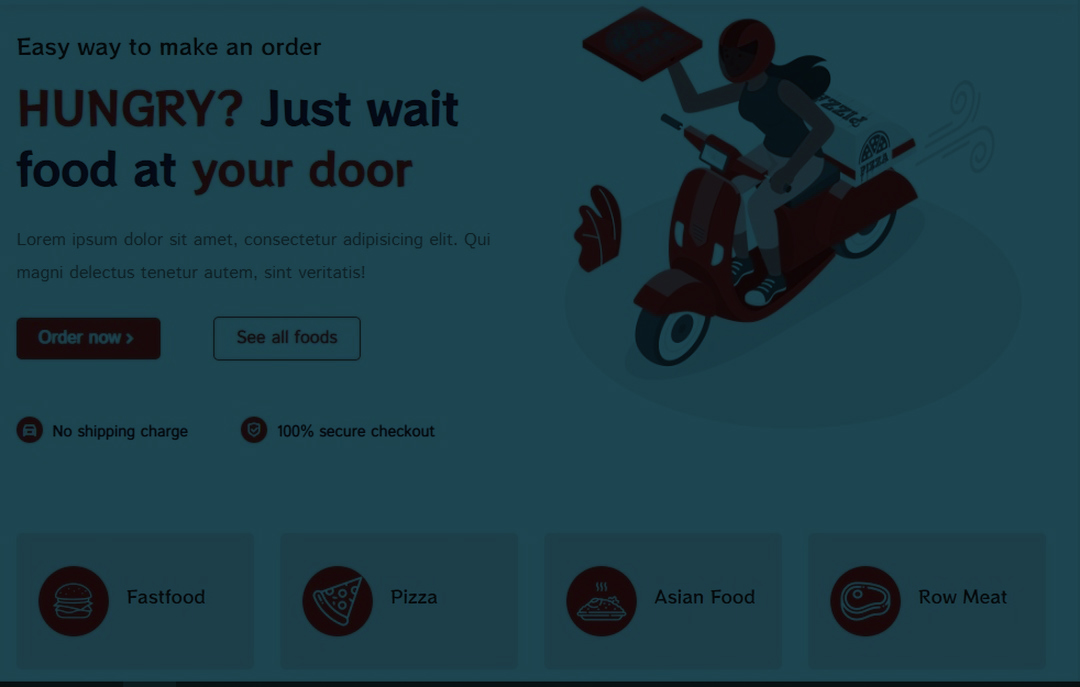 Easy way to make an order
HUNGRY? Just wait
food at your door
Lorem ipsum dolor sit amet, consectetur adipisicing elit. Qui
magni delectus tenetur autem, sint veritatis!
Order now >
See all foods
No shipping charge
100% secure checkout
PIZZA
Fastfood
Pizza
Asian Food
Row Meat